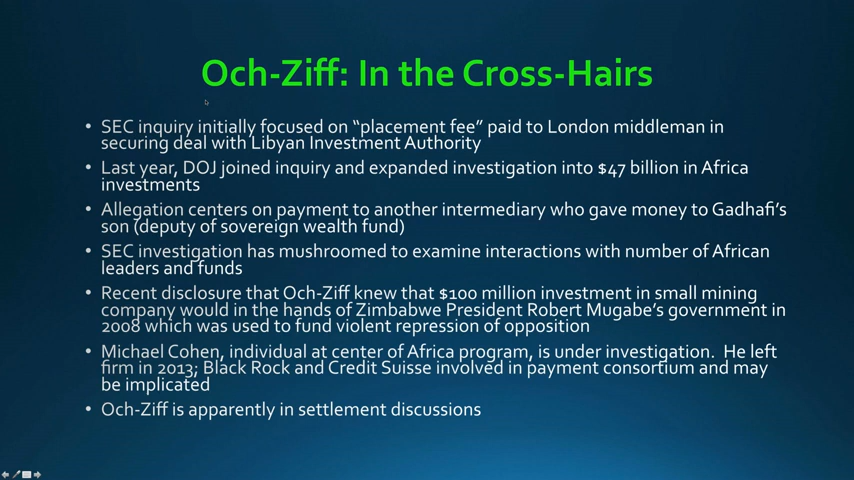 Och-Ziff: In the Cross-Hairs
• SEC inquiry initially focused on “placement fee” paid to London middleman in
securing deal with Libyan Investment Authority
• Last year, DOJ joined inquiry and expanded investigation into $47 billion in Africa
investments
• Allegation centers on payment to another intermediary who gave money to Gadhafi’s
son (deputy of sovereign wealth fund)
• SEC investigation has mushroomed to examine interactions with number of African
leaders and funds
• Recent disclosure that Och-Ziff knew that $100 million investment in small mining
company would in the hands of Zimbabwe President Robert Mugabe’s government in
2008 which was used to fund violent repression of opposition
• Michael Cohen, individual at center of Africa program, is under investigation. He left
firm in 2013; Black Rock and Credit Suisse involved in payment consortium and may
be implicated
• Och-Ziff is apparently in settlement discussions